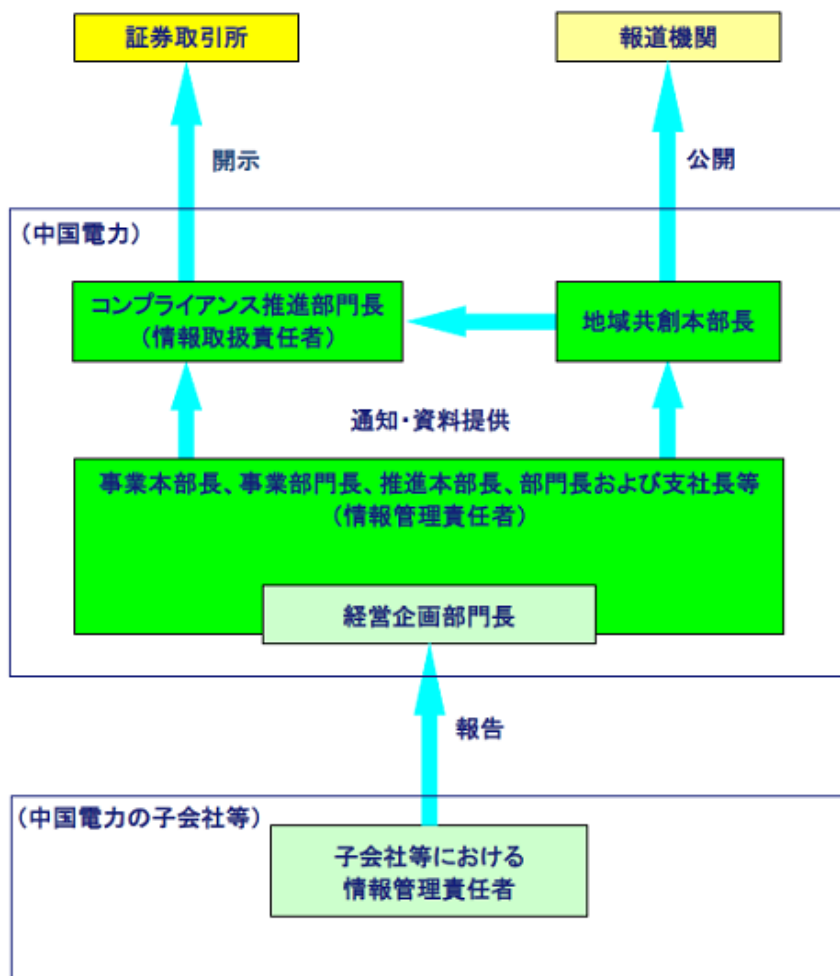 証券取引所
報道機関
開示
公開
（中国電力）
コンプライアンス推進部門長
（情報取扱責任者）
地域共創本部長
通知・資料提供
事業本部長、事業部門長、推進本部長、部門長および支社長等
（情報管理責任者）
経営企画部門長
報告
（中国電力の子会社等）
子会社等における
情報管理責任者